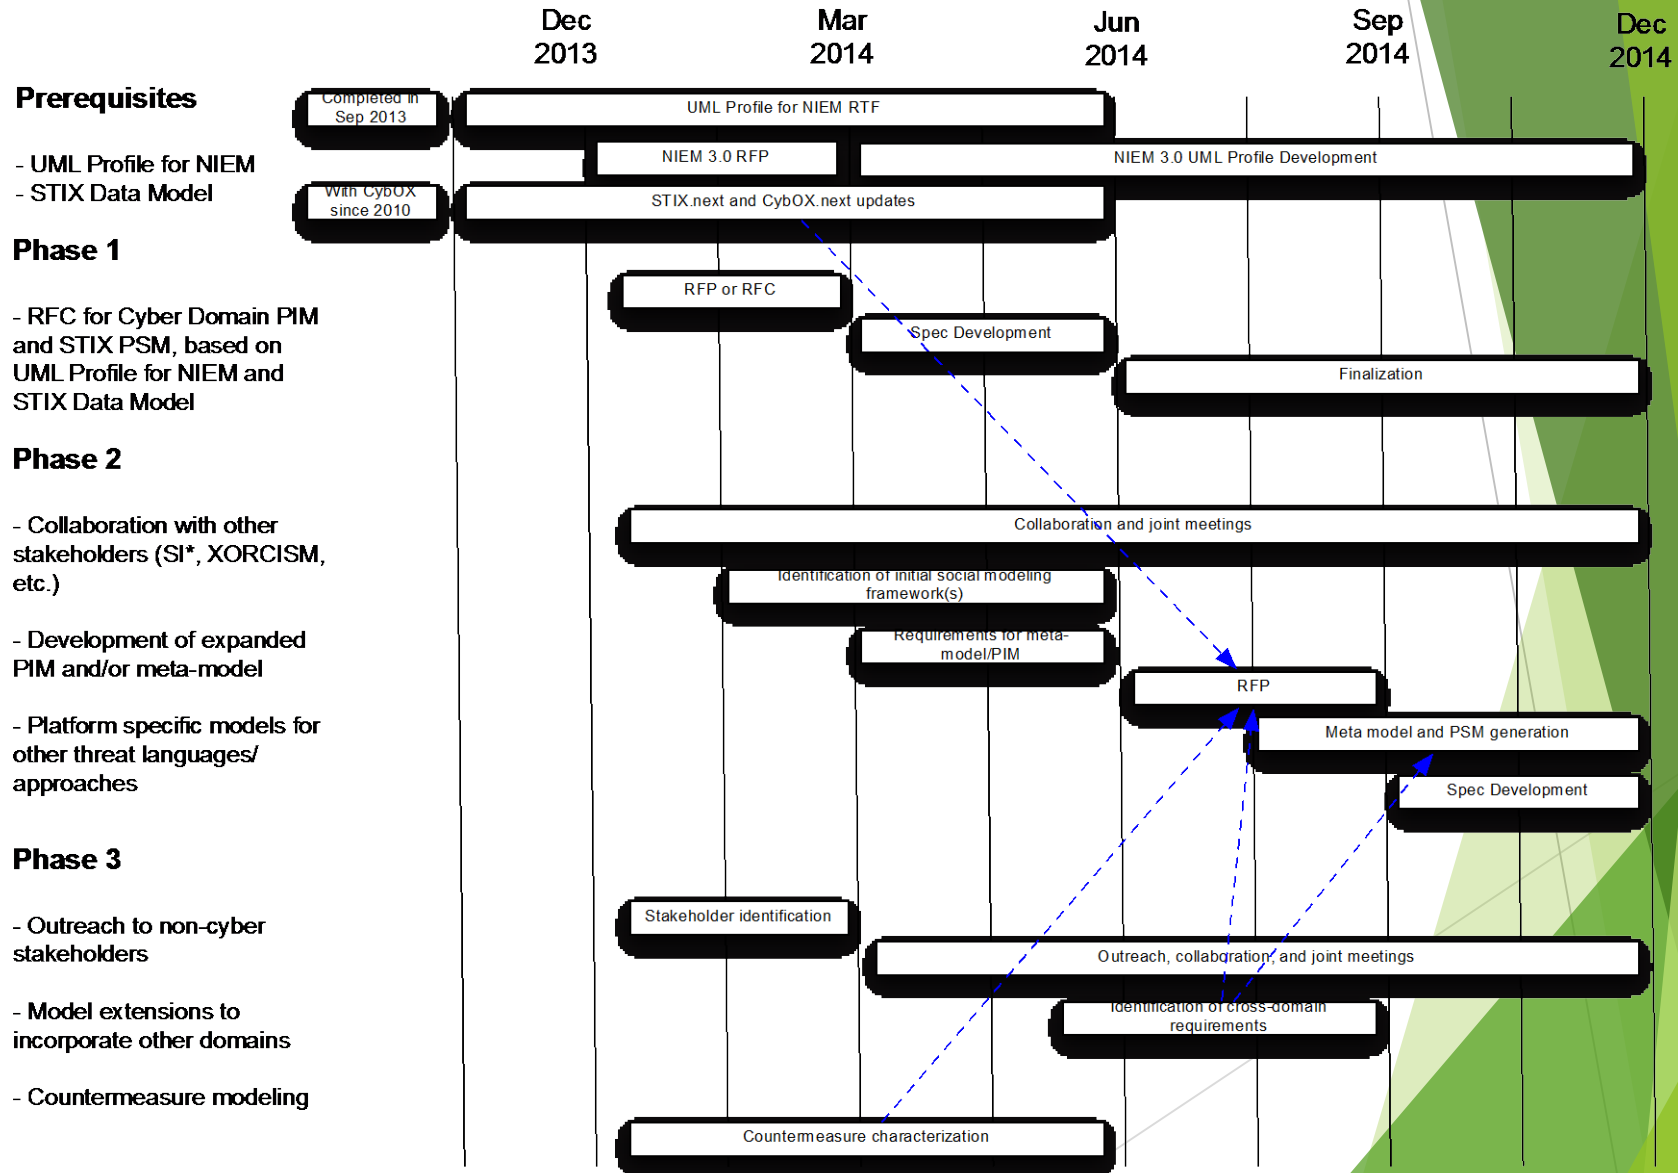 Dec
2013
Mar
2014
Jun
2014
Sep
2014
Dec
2014
Prerequisites
- UML Profile for NIEM
- STIX Data Model
Completed in
Sep 2013
UML Profile for NIEM RTF
NIEM 3.0 RFP
NIEM 3.0 UML Profile Development
With CybOX
since 2010
STIX.next and CybOX.next updates
Phase 1
- RFC for Cyber Domain PIM
and STIX PSM, based on
UML Profile for NIEM and
STIX Data Model
RFP or RFC
Spec Development
Finalization
Phase 2
- Collaboration with other
stakeholders (SI*, XORCISM,
etc.)
- Development of expanded
PIM and/or meta-model
- Platform specific models for
other threat languages/
approaches
Collaboration and joint meetings
Identification of initial social modeling
framework(s)
Requirements for meta-
model/PIM
RFP
Meta model and PSM generation
Spec Development
Phase 3
- Outreach to non-cyber
stakeholders
- Model extensions to
incorporate other domains
- Countermeasure modeling
Stakeholder identification
Outreach, collaboration, and joint meetings
Identification of cross-domain
requirements
Countermeasure characterization